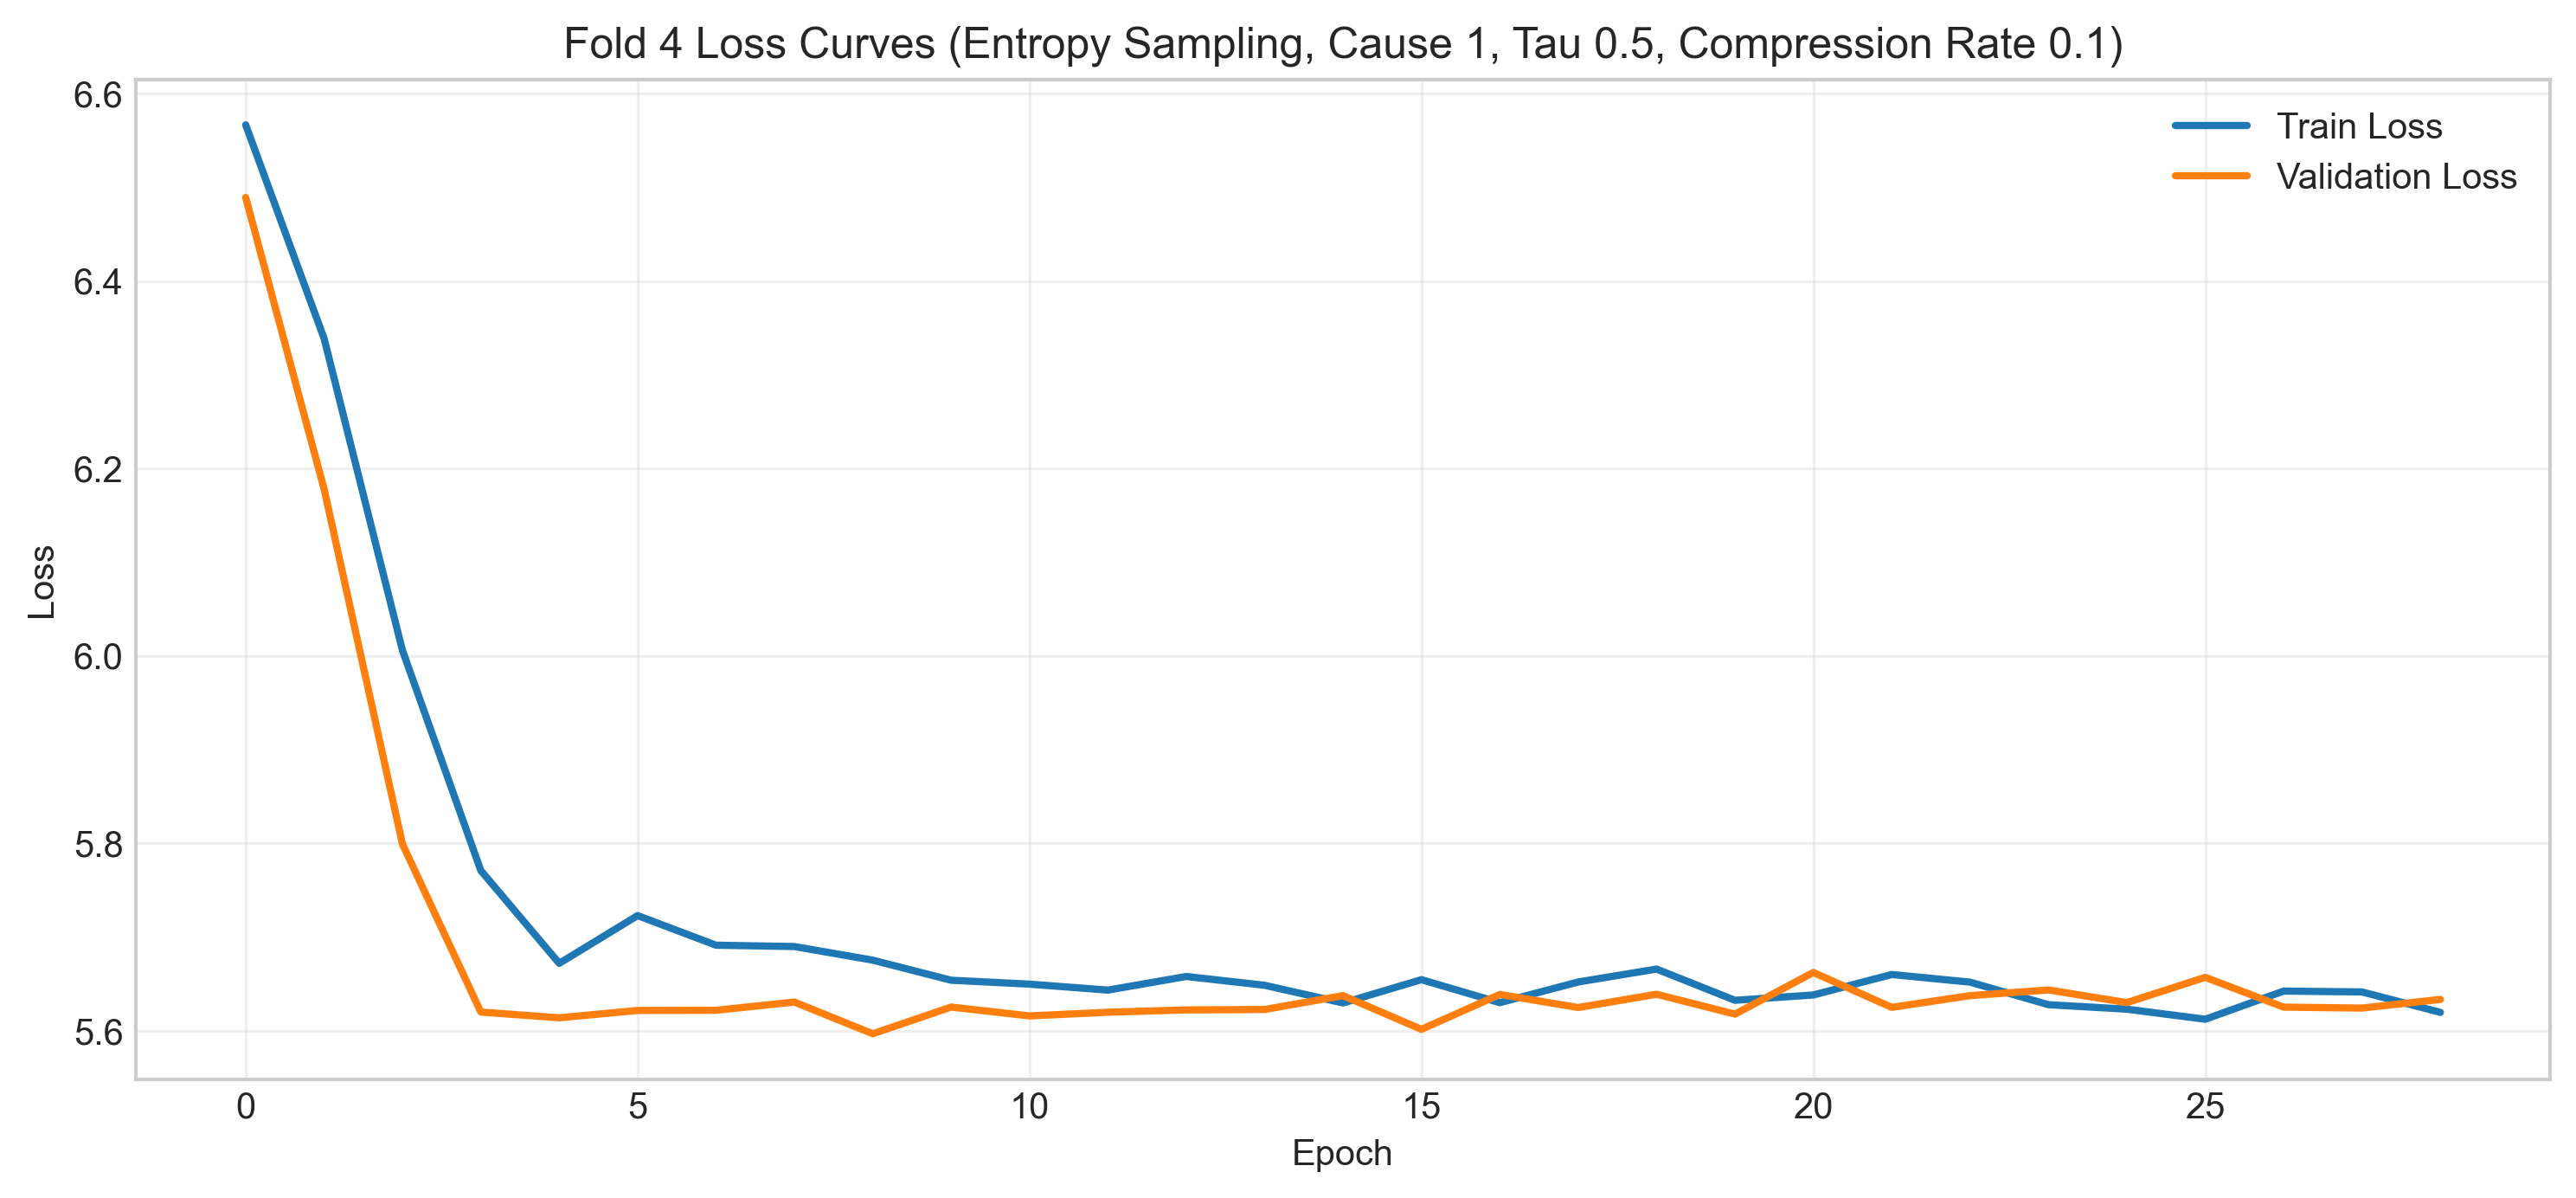 Fold 4 Loss Curves (Entropy Sampling, Cause 1, Tau 0.5, Compression Rate 0.1)
Train Loss
Validation Loss
6.6
6.4
6.2
6.0
5.8
5.6
Loss
0 5 10 15 20 25
Epoch